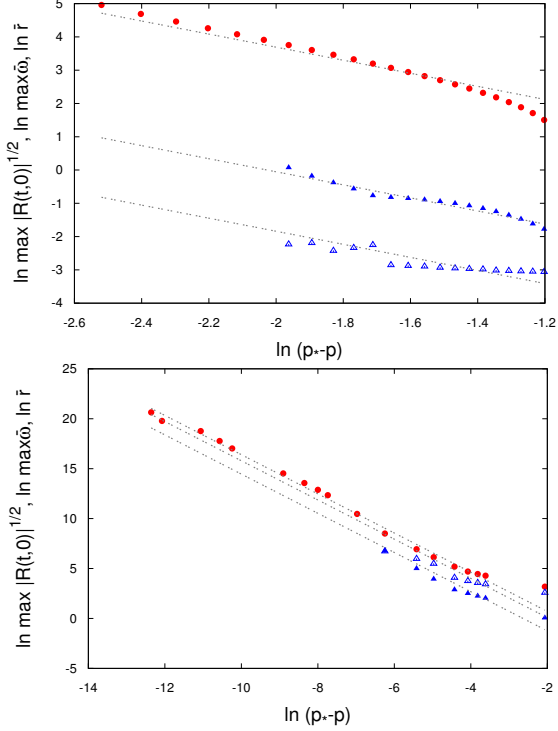 5
4
3
2
1
0
-1
-2
-3
-4
-2.6 -2.4 -2.2 -2 -1.8 -1.6 -1.4 -1.2
ln (p*-p)
ln max |R(t,0)|^1/2, ln maxω̄, ln r̄
25
20
15
10
5
0
-5
-14 -12 -10 -8 -6 -4 -2
ln (p*-p)
ln max |R(t,0)|^1/2, ln maxω̄, ln r̄